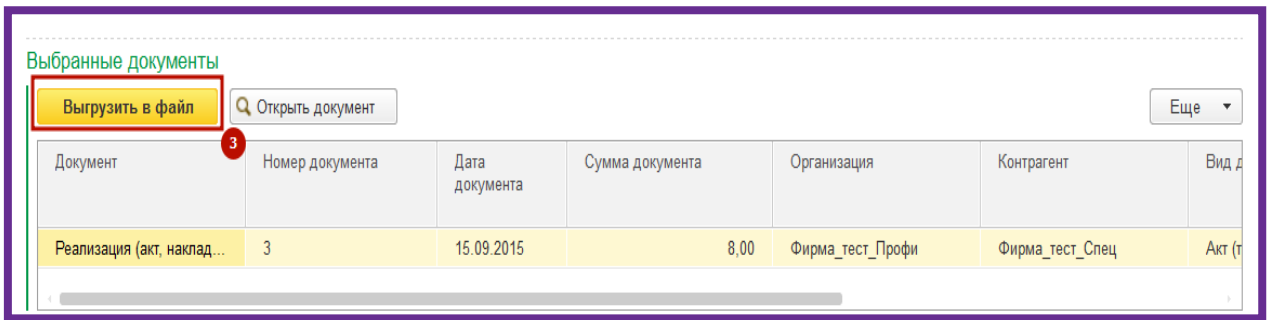 Выбранные документы
Выгрузить в файл Открыть документ Еще
3
Документ Номер документа Дата документа Сумма документа Организация Контрагент Вид д
Реализация (акт, наклад... 3 15.09.2015 8,00 Фирма_тест_Профи Фирма_тест_Спец Акт (т